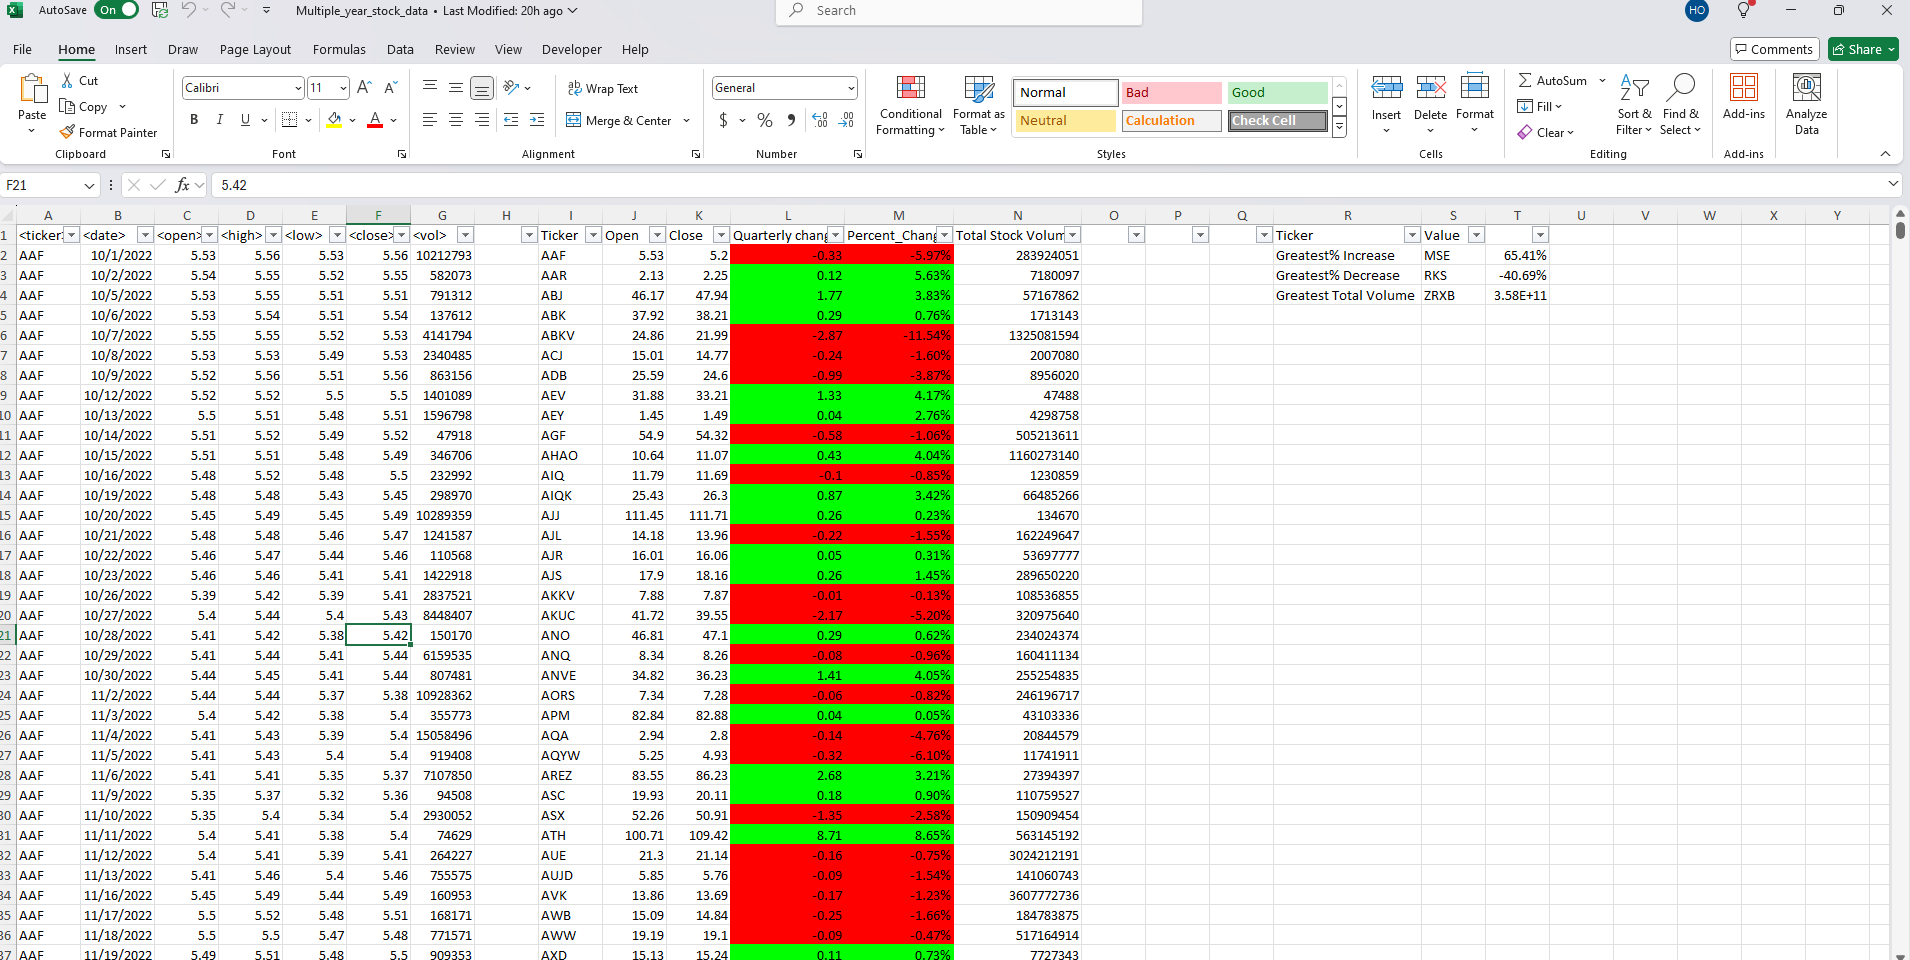 AutoSave On Multiple_year_stock_data • Last Modified: 20h ago Search HO
File Home Insert Draw Page Layout Formulas Data Review View Developer Help Comments Share
Paste Cut Copy Format Painter Clipboard
Calibri 11 A A B I U A Font
ab Wrap Text Merge & Center Alignment
General $ % Number
Conditional Formatting Format as Table Normal Bad Good Neutral Calculation Check Cell Styles
Insert Delete Format Cells
AutoSum Fill Clear Sort & Filter Find & Select Editing
Add-ins Add-ins
Analyze Data
F21 fx 5.42
A B C D E F G H I J K L M N O P Q R S T U V W X Y
1 <ticker> <date> <open> <high> <low> <close> <vol> Ticker Open Close Quarterly chang Percent_Chang Total Stock Volum Ticker Value
2 AAF 10/1/2022 5.53 5.56 5.53 5.56 10212793 AAF 5.53 5.2 -0.33 -5.97% 283924051 Greatest% Increase MSE 65.41%
3 AAF 10/2/2022 5.54 5.55 5.52 5.55 582073 AAR 2.13 2.25 0.12 5.63% 7180097 Greatest% Decrease RKS -40.69%
4 AAF 10/5/2022 5.53 5.55 5.51 5.51 791312 ABJ 46.17 47.94 1.77 3.83% 57167862 Greatest Total Volume ZRXB 3.58E+11
5 AAF 10/6/2022 5.53 5.54 5.51 5.54 137612 ABK 37.92 38.21 0.29 0.76% 1713143
6 AAF 10/7/2022 5.55 5.55 5.52 5.53 4141794 ABKV 24.86 21.99 -2.87 -11.54% 1325081594
7 AAF 10/8/2022 5.53 5.53 5.49 5.53 2340485 ACJ 15.01 14.77 -0.24 -1.60% 2007080
8 AAF 10/9/2022 5.52 5.56 5.51 5.56 863156 ADB 25.59 24.6 -0.99 -3.87% 8956020
9 AAF 10/12/2022 5.52 5.52 5.5 5.5 1401089 AEV 31.88 33.21 1.33 4.17% 47488
10 AAF 10/13/2022 5.5 5.51 5.48 5.51 1596798 AEY 1.45 1.49 0.04 2.76% 4298758
11 AAF 10/14/2022 5.51 5.52 5.49 5.52 47918 AGF 54.9 54.32 -0.58 -1.06% 505213611
12 AAF 10/15/2022 5.51 5.51 5.48 5.49 346706 AHAO 10.64 11.07 0.43 4.04% 1160273140
13 AAF 10/16/2022 5.48 5.52 5.48 5.5 232992 AIQ 11.79 11.69 -0.1 -0.85% 1230859
14 AAF 10/19/2022 5.48 5.48 5.43 5.45 298970 AIQK 25.43 26.3 0.87 3.42% 66485266
15 AAF 10/20/2022 5.45 5.49 5.45 5.49 10289359 AJJ 111.45 111.71 0.26 0.23% 134670
16 AAF 10/21/2022 5.48 5.48 5.46 5.47 1241587 AJL 14.18 13.96 -0.22 -1.55% 162249647
17 AAF 10/22/2022 5.46 5.47 5.44 5.46 110568 AJR 16.01 16.06 0.05 0.31% 53697777
18 AAF 10/23/2022 5.46 5.46 5.41 5.41 1422918 AJS 17.9 18.16 0.26 1.45% 289650220
19 AAF 10/26/2022 5.39 5.42 5.39 5.41 2837521 AKKV 7.88 7.87 -0.01 -0.13% 108536855
20 AAF 10/27/2022 5.4 5.44 5.4 5.43 8448407 AKUC 41.72 39.55 -2.17 -5.20% 320975640
21 AAF 10/28/2022 5.41 5.42 5.38 5.42 150170 ANO 46.81 47.1 0.29 0.62% 234024374
22 AAF 10/29/2022 5.41 5.44 5.41 5.44 6159535 ANQ 8.34 8.26 -0.08 -0.96% 160411134
23 AAF 10/30/2022 5.44 5.45 5.41 5.44 807481 ANVE 34.82 36.23 1.41 4.05% 255254835
24 AAF 11/2/2022 5.44 5.44 5.37 5.38 10928362 AORS 7.34 7.28 -0.06 -0.82% 246196717
25 AAF 11/3/2022 5.4 5.42 5.38 5.4 355773 APM 82.84 82.88 0.04 0.05% 43103336
26 AAF 11/4/2022 5.41 5.43 5.39 5.4 15058496 AQA 2.94 2.8 -0.14 -4.76% 20844579
27 AAF 11/5/2022 5.41 5.43 5.4 5.4 919408 AQYW 5.25 4.93 -0.32 -6.10% 11741911
28 AAF 11/6/2022 5.41 5.41 5.35 5.37 7107850 AREZ 83.55 86.23 2.68 3.21% 27394397
29 AAF 11/9/2022 5.35 5.37 5.32 5.36 94508 ASC 19.93 20.11 0.18 0.90% 110759527
30 AAF 11/10/2022 5.35 5.4 5.34 5.4 2930052 ASX 52.26 50.91 -1.35 -2.58% 150909454
31 AAF 11/11/2022 5.4 5.41 5.38 5.4 74629 ATH 100.71 109.42 8.71 8.65% 563145192
32 AAF 11/12/2022 5.4 5.41 5.39 5.41 264227 AUE 21.3 21.14 -0.16 -0.75% 3024212191
33 AAF 11/13/2022 5.41 5.46 5.4 5.46 755575 AUJD 5.85 5.76 -0.09 -1.54% 141060743
34 AAF 11/16/2022 5.45 5.49 5.44 5.49 160953 AVK 13.86 13.69 -0.17 -1.23% 3607772736
35 AAF 11/17/2022 5.5 5.52 5.48 5.51 168171 AWB 15.09 14.84 -0.25 -1.66% 184783875
36 AAF 11/18/2022 5.5 5.5 5.47 5.48 771571 AWW 19.19 19.1 -0.09 -0.47% 517164914
37 AAF 11/19/2022 5.49 5.51 5.48 5.5 909353 AXD 15.13 15.24 0.11 0.73% 7727343